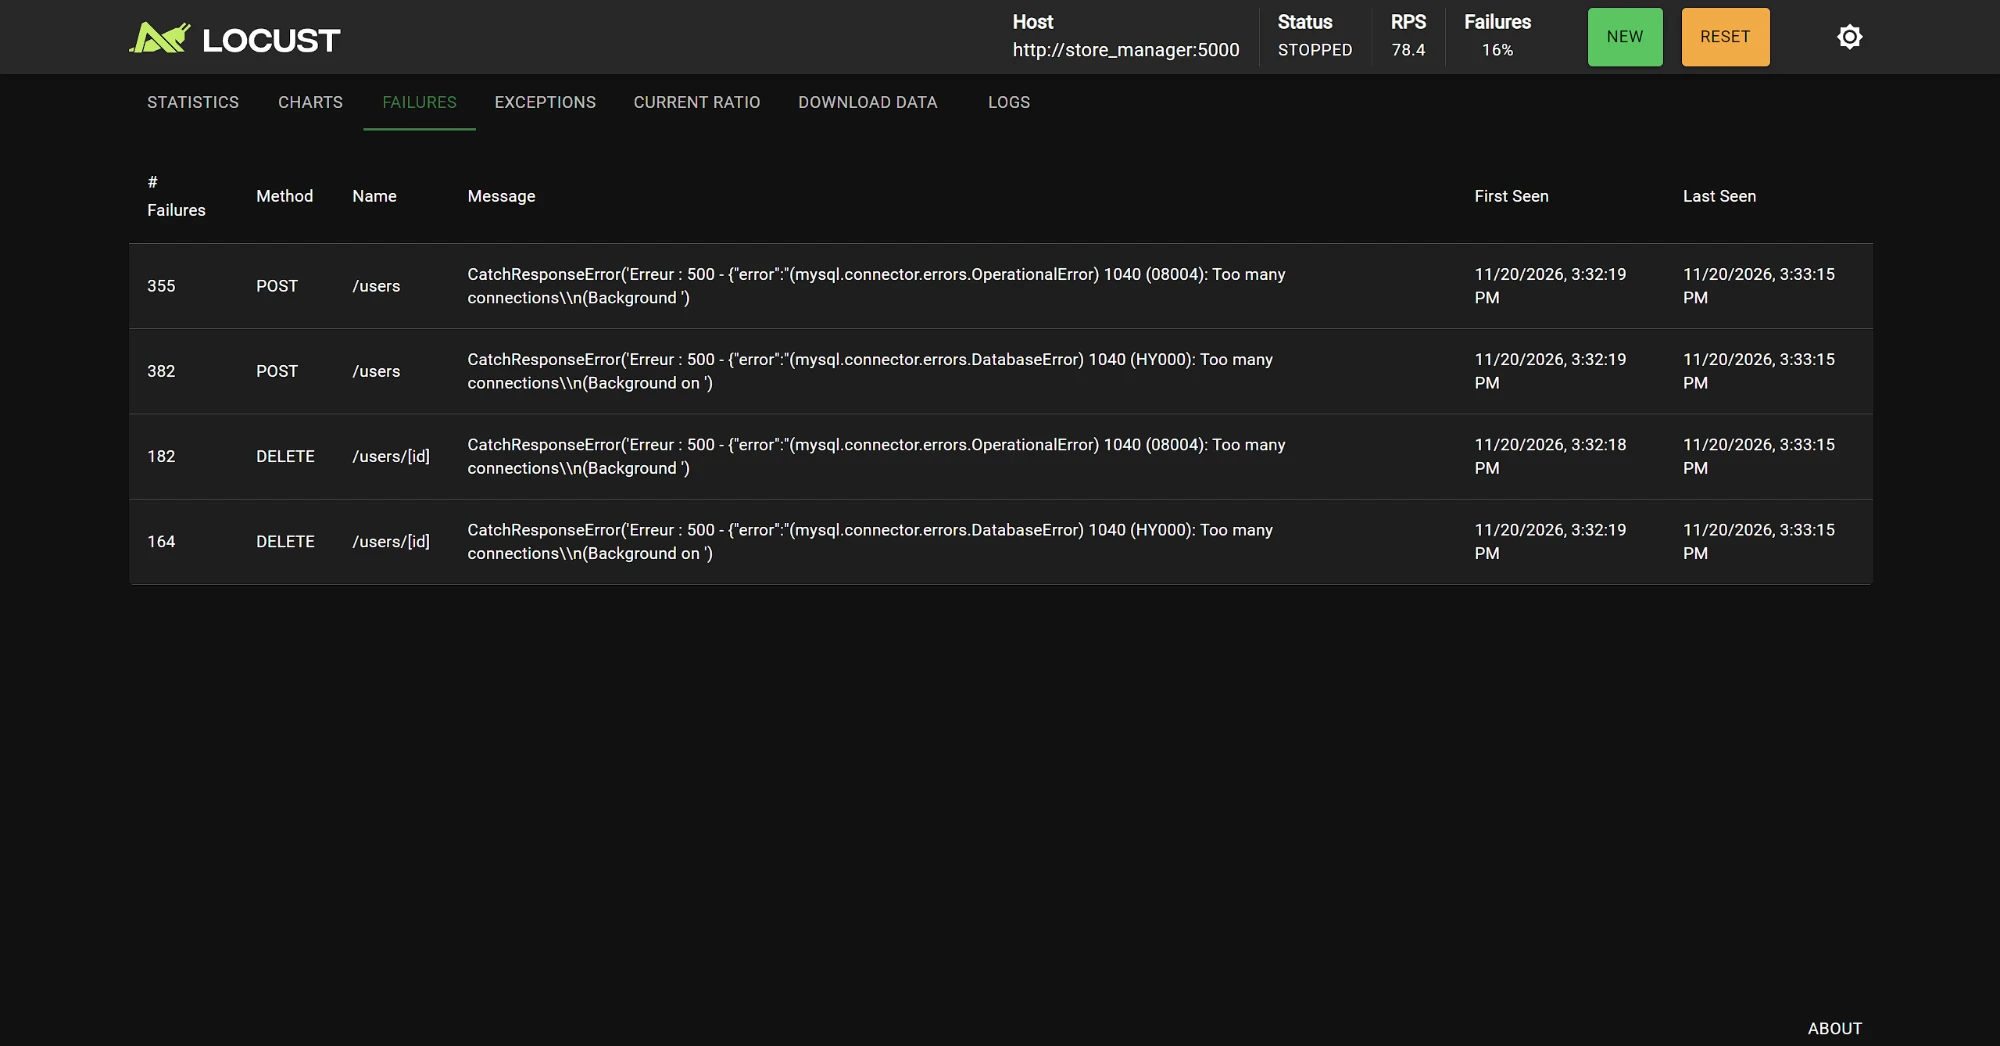 LOCUST
Host
http://store_manager:5000
Status
STOPPED
RPS
78.4
Failures
16%
NEW
RESET
STATISTICS
CHARTS
FAILURES
EXCEPTIONS
CURRENT RATIO
DOWNLOAD DATA
LOGS
#
Failures
Method
Name
Message
First Seen
Last Seen
355
POST
/users
CatchResponseError('Erreur : 500 - {"error":"(mysql.connector.errors.OperationalError) 1040 (08004): Too many
connections\\n(Background ')
11/20/2026, 3:32:19
PM
11/20/2026, 3:33:15
PM
382
POST
/users
CatchResponseError('Erreur : 500 - {"error":"(mysql.connector.errors.DatabaseError) 1040 (HY000): Too many
connections\\n(Background on ')
11/20/2026, 3:32:19
PM
11/20/2026, 3:33:15
PM
182
DELETE
/users/[id]
CatchResponseError('Erreur : 500 - {"error":"(mysql.connector.errors.OperationalError) 1040 (08004): Too many
connections\\n(Background ')
11/20/2026, 3:32:18
PM
11/20/2026, 3:33:15
PM
164
DELETE
/users/[id]
CatchResponseError('Erreur : 500 - {"error":"(mysql.connector.errors.DatabaseError) 1040 (HY000): Too many
connections\\n(Background on ')
11/20/2026, 3:32:19
PM
11/20/2026, 3:33:15
PM
ABOUT